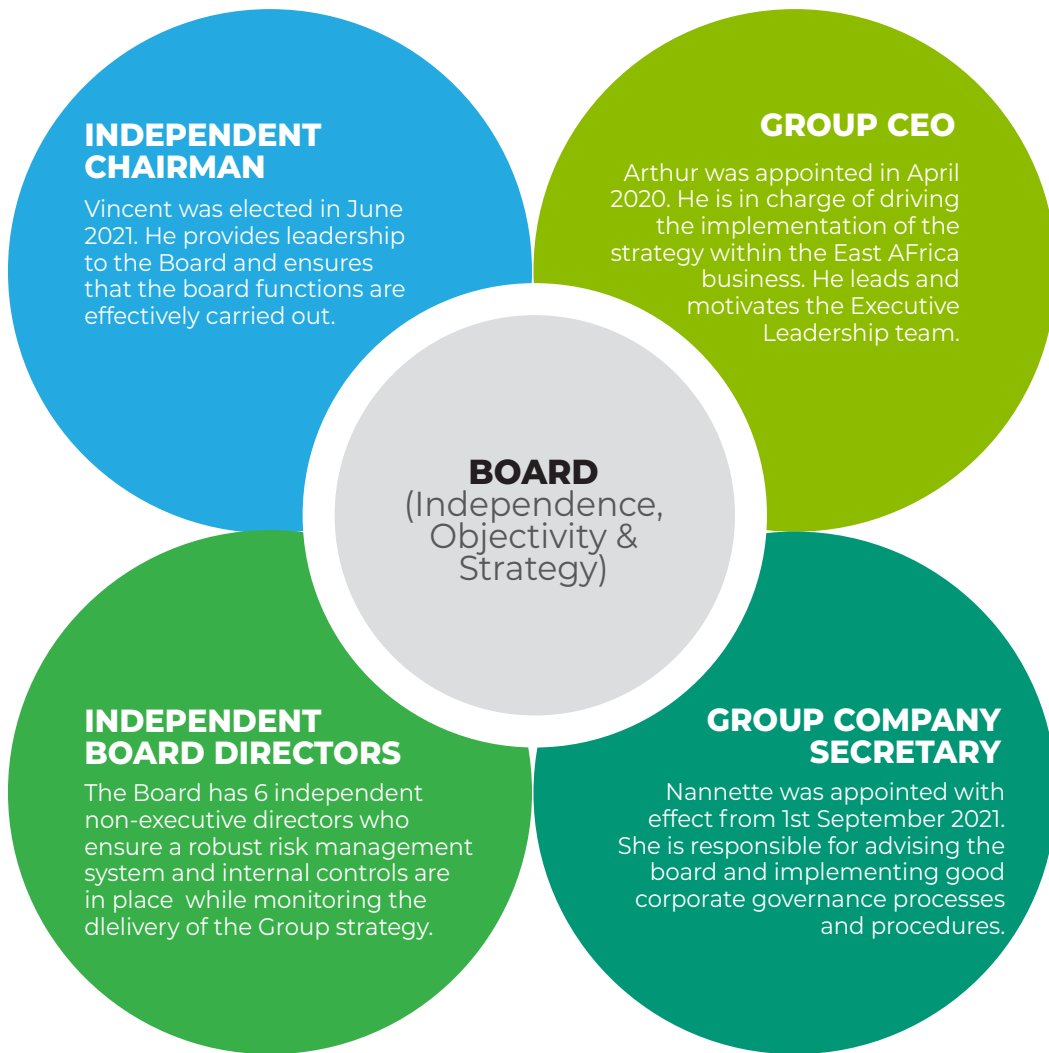 INDEPENDENT
CHAIRMAN
Vincent was elected in June
2021. He provides leadership
to the Board and ensures
that the board functions are
effectively carried out.
GROUP CEO
Arthur was appointed in April
2020. He is in charge of driving
the implementation of the
strategy within the East AFrica
business. He leads and
motivates the Executive
Leadership team.
BOARD
(Independence,
Objectivity &
Strategy)
INDEPENDENT
BOARD DIRECTORS
The Board has 6 independent
non-executive directors who
ensure a robust risk management
system and internal controls are
in place while monitoring the
dlelivery of the Group strategy.
GROUP COMPANY
SECRETARY
Nannette was appointed with
effect from 1st September 2021.
She is responsible for advising the
board and implementing good
corporate governance processes
and procedures.